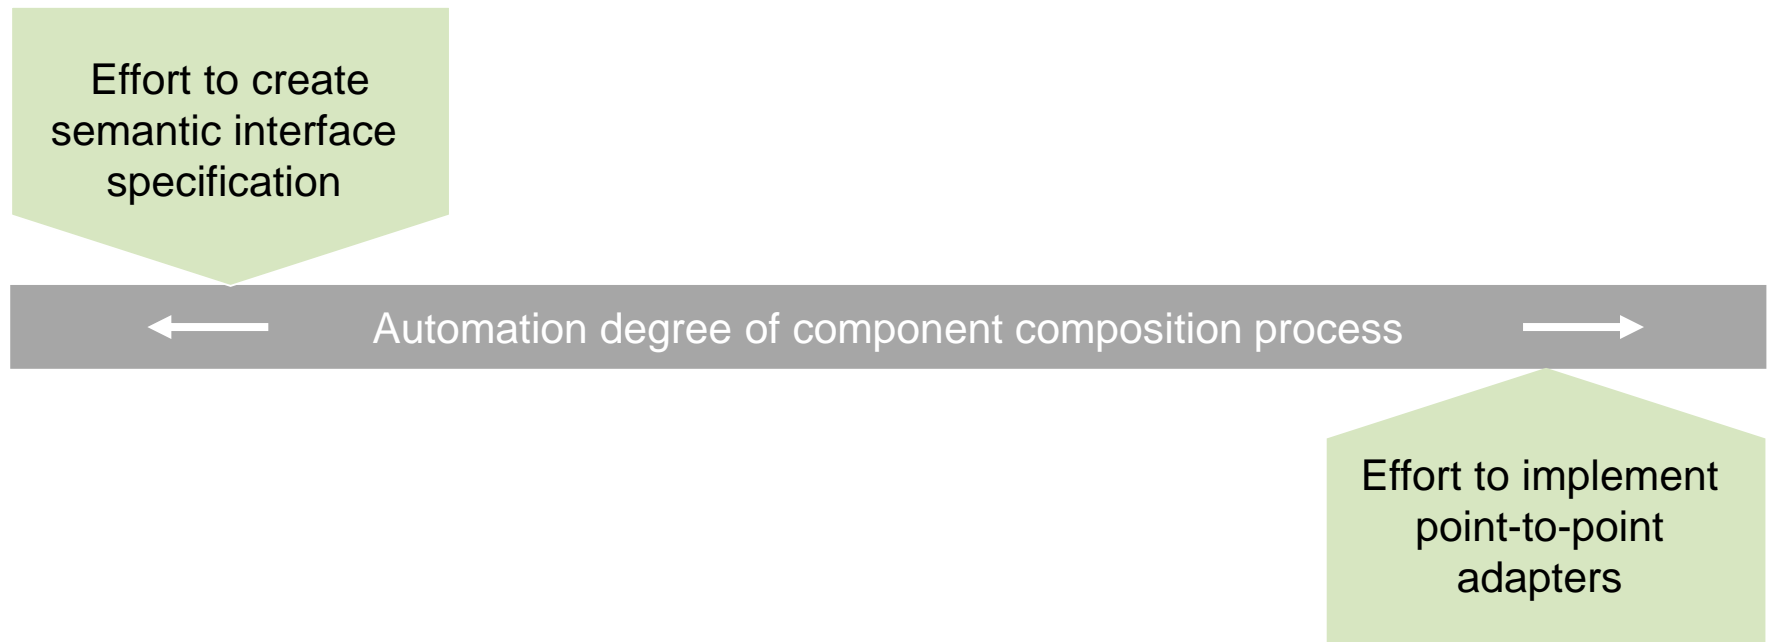 Effort to create
semantic interface
specification
Automation degree of component composition process
Effort to implement
point-to-point
adapters